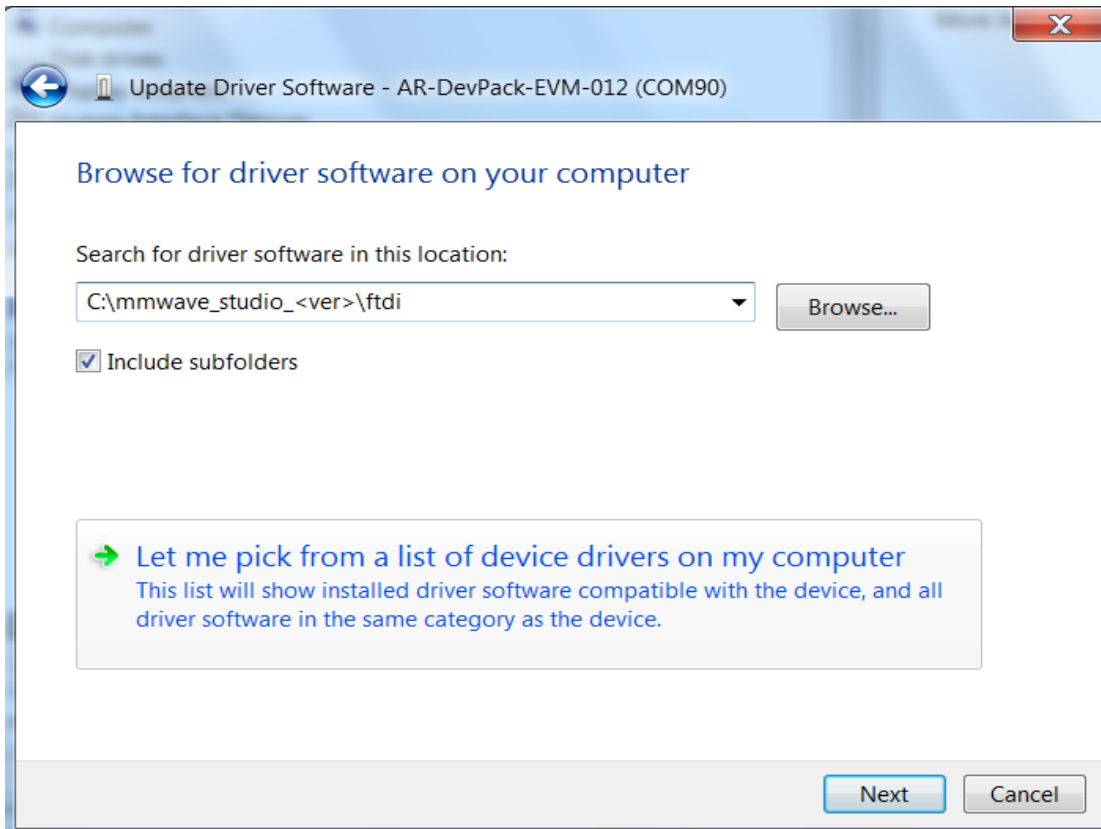 Computer
Disk drives
Update Driver Software - AR-DevPack-EVM-012 (COM90)
Browse for driver software on your computer
Search for driver software in this location:
C:\mmwave_studio_<ver>\ftdi
Browse...
Include subfolders
Let me pick from a list of device drivers on my computer
This list will show installed driver software compatible with the device, and all
driver software in the same category as the device.
Next
Cancel